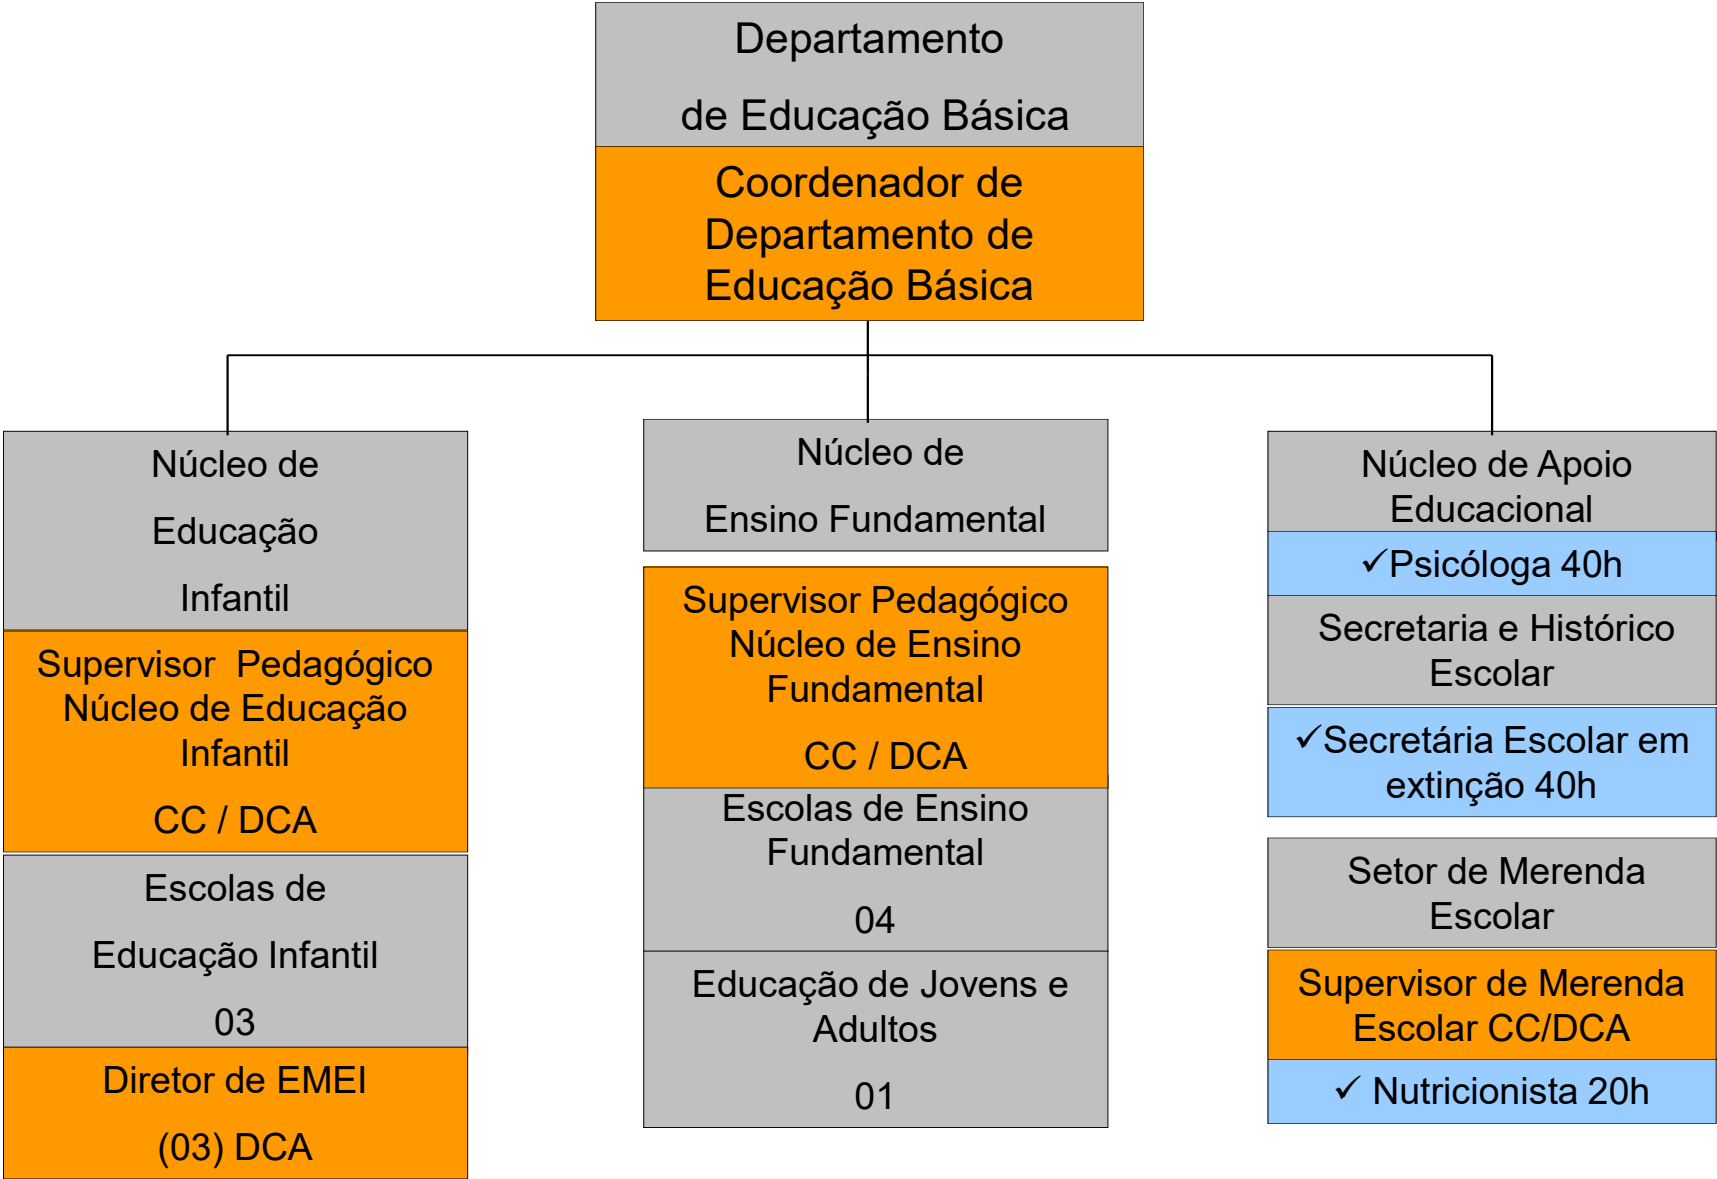 Departamento
de Educação Básica
Coordenador de
Departamento de
Educação Básica
Núcleo de
Educação
Infantil
Supervisor  Pedagógico
Núcleo de Educação
Infantil
CC / DCA
Escolas de
Educação Infantil
03
Diretor de EMEI
(03) DCA
Núcleo de
Ensino Fundamental
Supervisor Pedagógico
Núcleo de Ensino
Fundamental
CC / DCA
Escolas de Ensino
Fundamental
04
Educação de Jovens e
Adultos
01
Núcleo de Apoio
Educacional
✓Psicóloga 40h
Secretaria e Histórico
Escolar
✓Secretária Escolar em
extinção 40h
Setor de Merenda
Escolar
Supervisor de Merenda
Escolar CC/DCA
✓ Nutricionista 20h